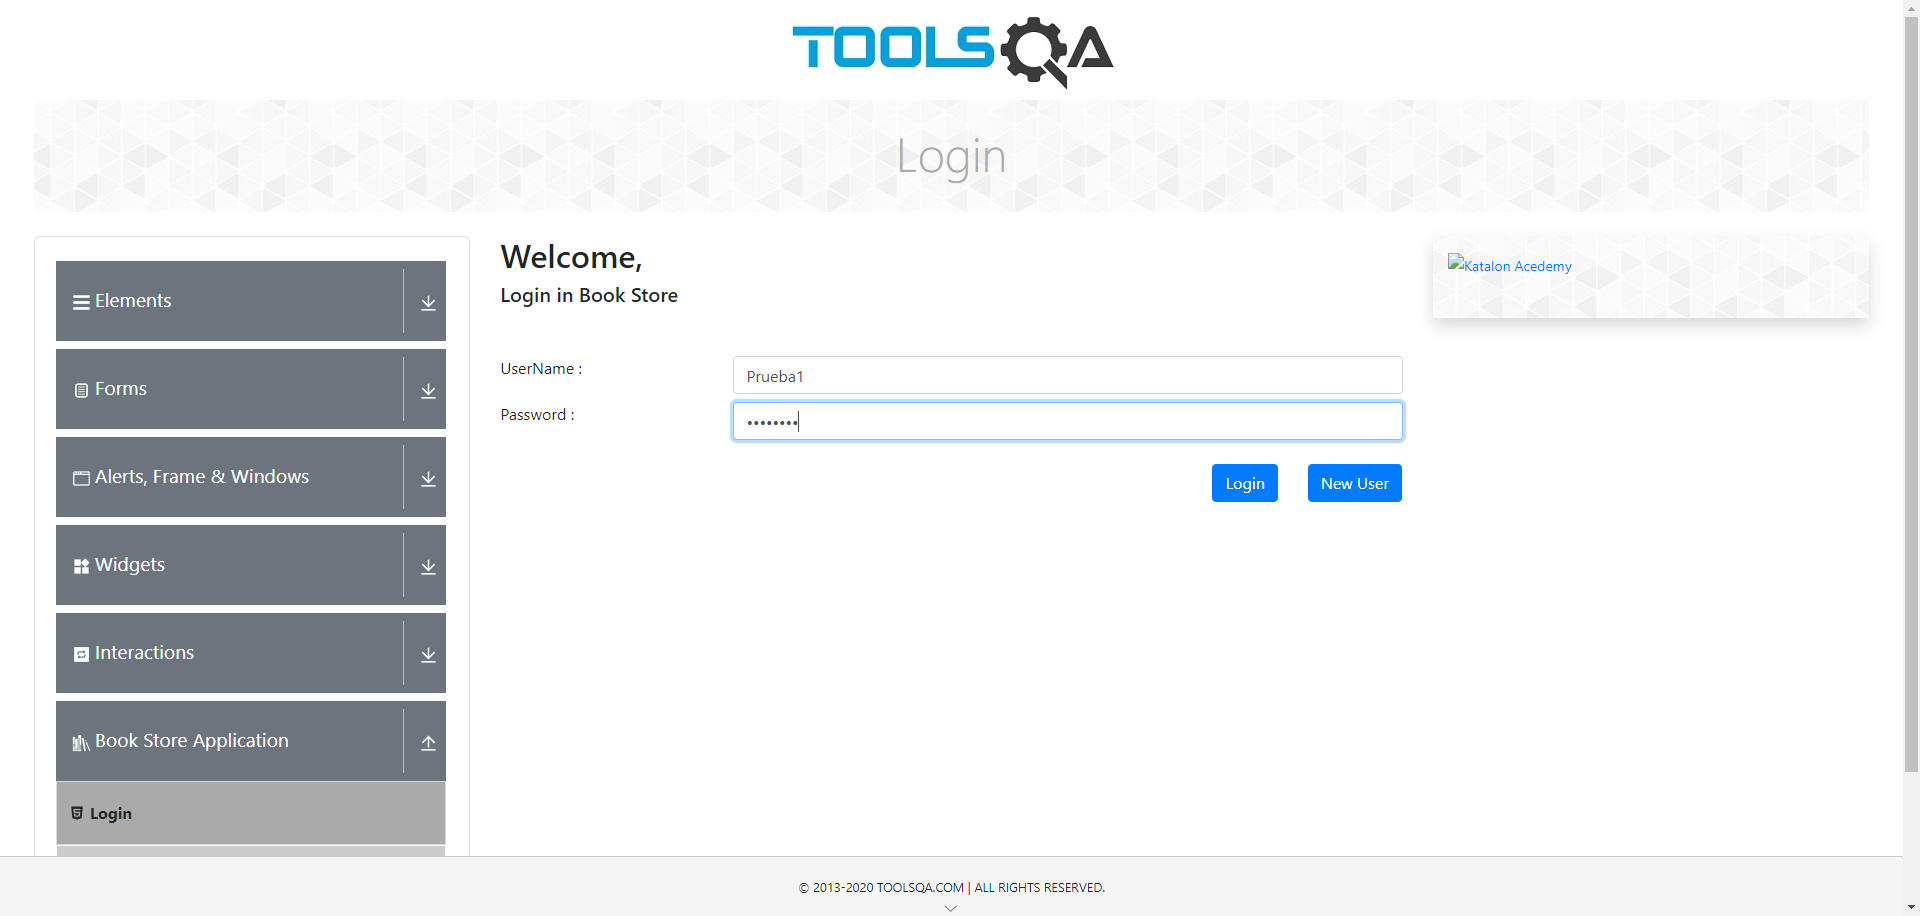 TOOLSQA
Login
Elements
Forms
Alerts, Frame & Windows
Widgets
Interactions
Book Store Application
Login
Welcome,
Login in Book Store
UserName :
Prueba1
Password :
••••••••
Login
New User
Katalon Acedemy
© 2013-2020 TOOLSQA.COM | ALL RIGHTS RESERVED.